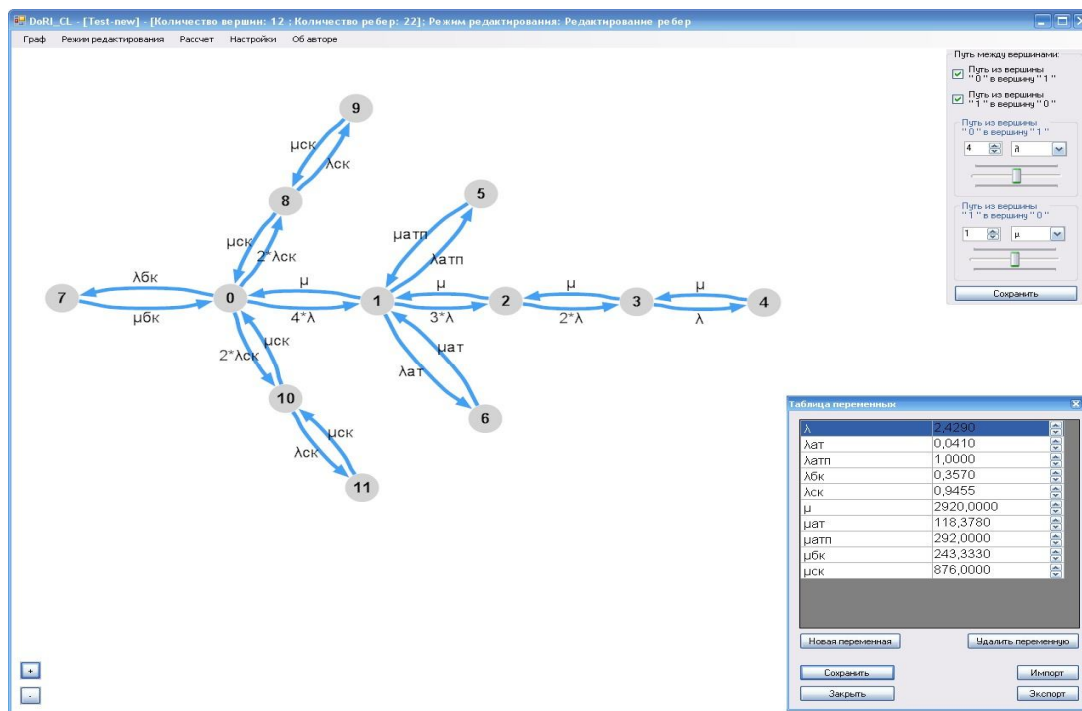 DoRI_CL - [Test-new] - [Количество вершин: 12 ; Количество ребер: 22]; Режим редактирования: Редактирование ребер
Граф Режим редактирования Рассчет Настройки Об авторе
Путь между вершинами:
Путь из вершины
" 0 " в вершину " 1 "
Путь из вершины
" 1 " в вершину " 0 "
Путь из вершины
" 0 " в вершину " 1 "
4 λ
Путь из вершины
" 1 " в вершину " 0 "
1 μ
Сохранить
9
μск
λск
8
5
μск
2*λск
μатп
λатп
λбк
μ
μ
μ
μ
7
0
1
2
3
4
μбк
4*λ
3*λ
2*λ
λ
μск
2*λск
μат
λат
10
6
μск
λск
11
Таблица переменных
λ 2,4290
λат 0,0410
λатп 1,0000
λбк 0,3570
λск 0,9455
μ 2920,0000
μат 118,3780
μатп 292,0000
μбк 243,3330
μск 876,0000
Новая переменная Удалить переменную
Сохранить Импорт
Закрыть Экспорт
+
-